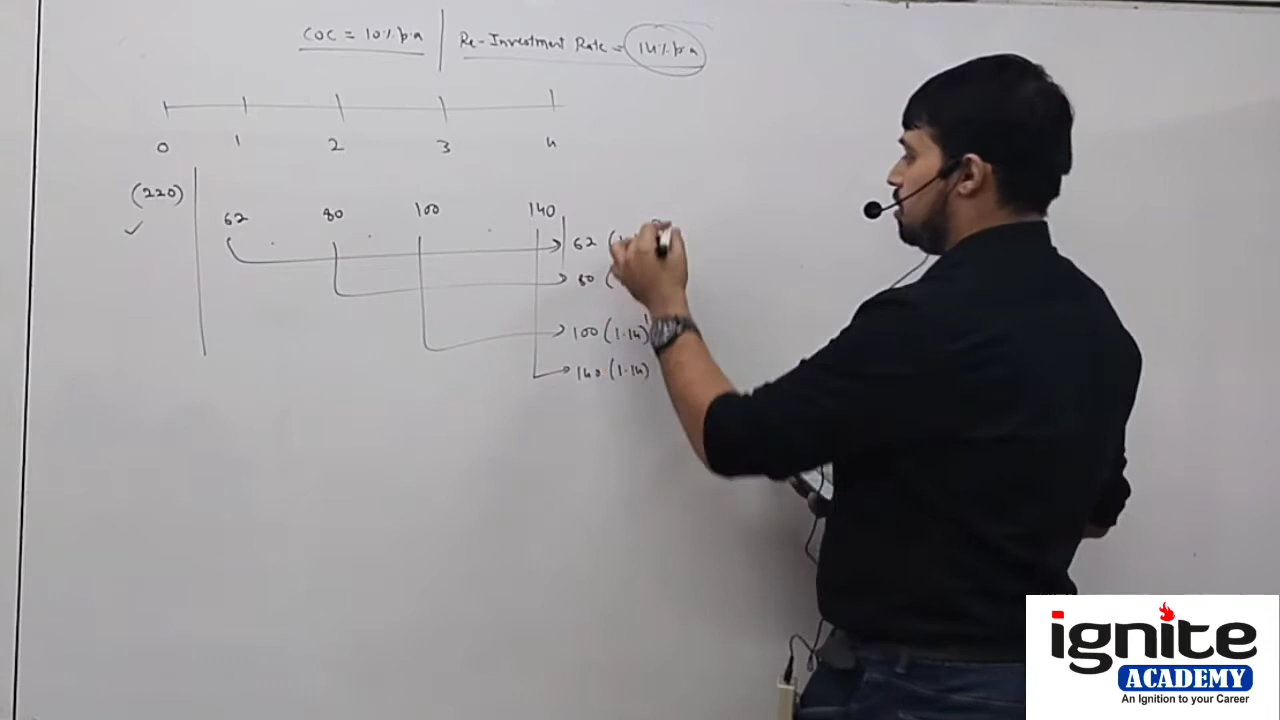 COC = 10% p.a
Re-Investment Rate = 14% p.a
0 1 2 3 4
(220)
62 80 100 140
62 (
80 (
100 (1.14)¹
140 (1.14)
ignite
ACADEMY
An Ignition to your Career